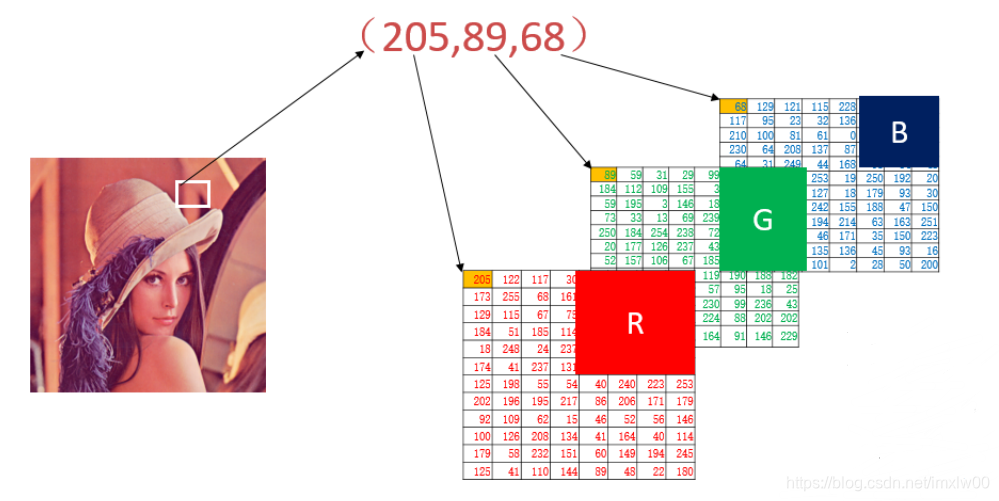 （205,89,68）
68 129 121 115 228
117 95 23 32 136
210 100 81 61 0
230 64 208 137 87
64 31 249 44 168
B
253 19 250 192 20
127 18 179 93 30
242 155 188 47 150
194 214 63 163 251
46 171 35 150 223
135 136 45 93 16
101 2 28 50 200
89 59 31 29 99
184 112 109 155
59 195 3 146
73 33 13 69 239
250 184 254 238 72
20 177 126 237 43
52 157 106 67 185
G
119 190 188 182
57 95 18 25
230 99 236 43
224 88 202 202
164 91 146 229
205 122 117
173 255 68
129 115 67
184 51 185
18 248 24
174 41 237
R
125 198 55 54 40 240 223 253
202 196 195 217 86 206 171 179
92 109 62 15 46 52 56 146
100 126 208 134 41 164 40 114
179 58 232 151 60 149 194 245
125 41 110 144 89 48 22 180
https://blog.csdn.net/imxlw00